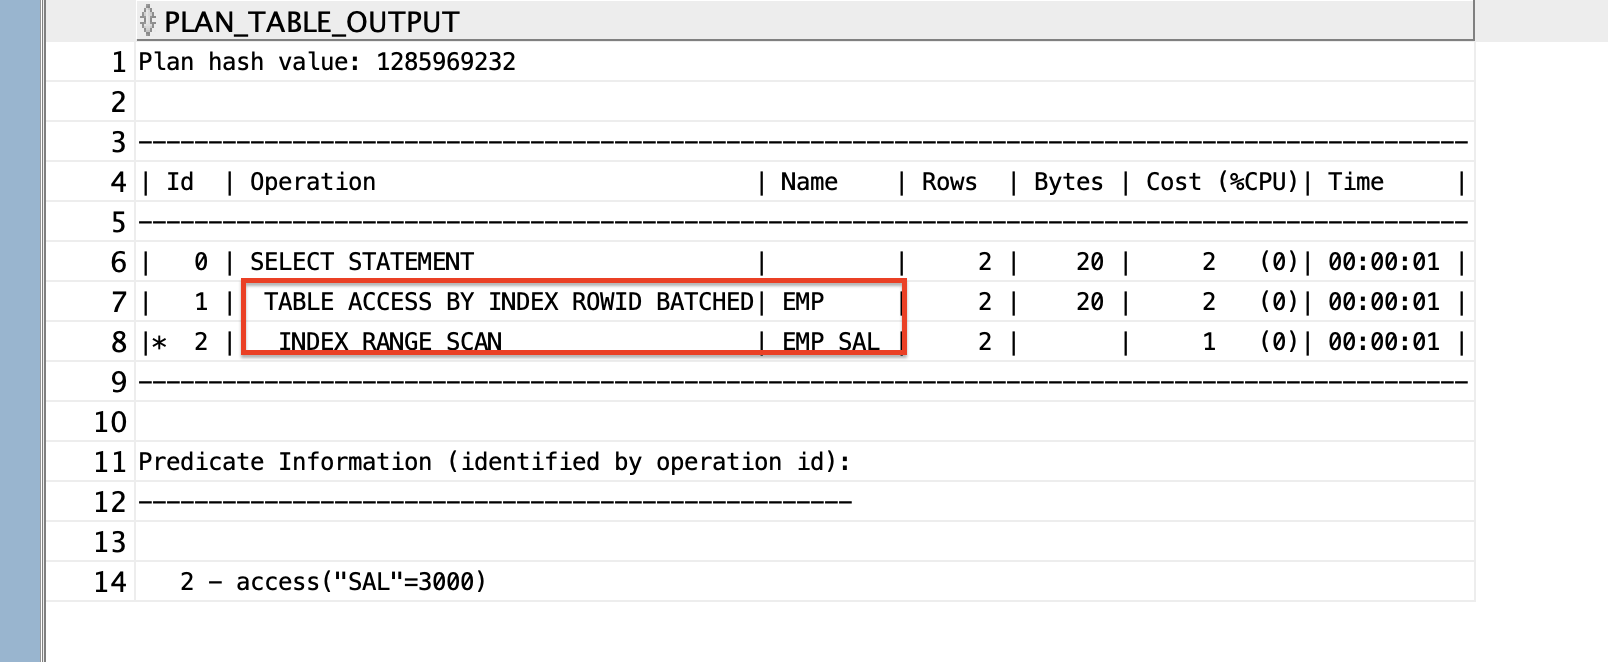 PLAN_TABLE_OUTPUT
1 Plan hash value: 1285969232
2
3 -----------------------------------------------------------------------------------------------
4 | Id  | Operation                           | Name    | Rows  | Bytes | Cost (%CPU)| Time     |
5 -----------------------------------------------------------------------------------------------
6 |   0 | SELECT STATEMENT                    |         |     2 |    20 |     2   (0)| 00:00:01 |
7 |   1 |  TABLE ACCESS BY INDEX ROWID BATCHED| EMP     |     2 |    20 |     2   (0)| 00:00:01 |
8 |*  2 |   INDEX RANGE SCAN                  | EMP_SAL |     2 |       |     1   (0)| 00:00:01 |
9 -----------------------------------------------------------------------------------------------
10
11 Predicate Information (identified by operation id):
12 ---------------------------------------------------
13
14    2 - access("SAL"=3000)